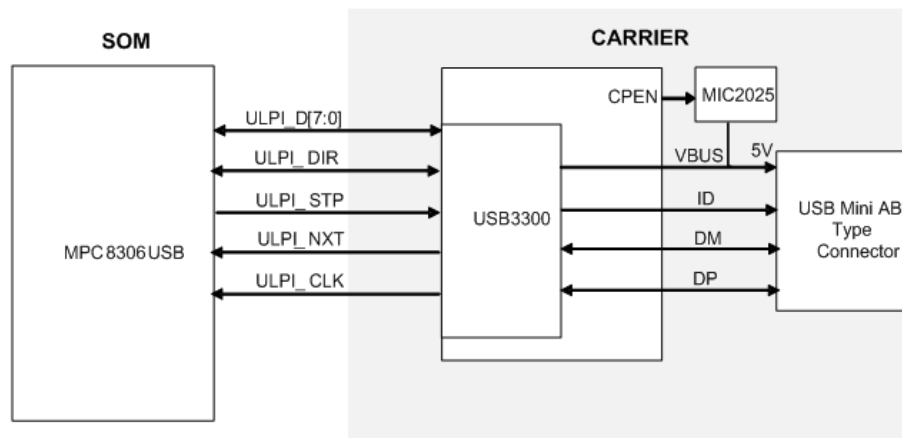 SOM
CARRIER
CPEN
MIC2025
ULPI_D[7:0]
VBUS
5V
ULPI_DIR
ULPI_STP
USB3300
ID
USB Mini AB
Type
Connector
MPC8306USB
ULPI_NXT
DM
ULPI_CLK
DP